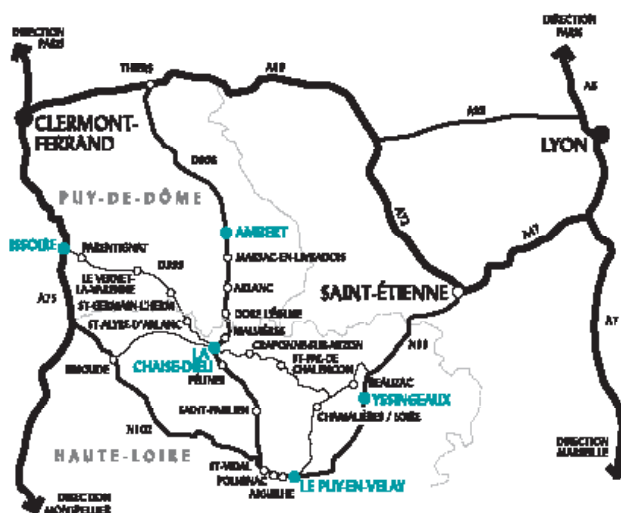 DIRECTION
PARIS
DIRECTION
PARIS
THIERS
A89
A6
CLERMONT-
FERRAND
LYON
D906
PUY-DE-DÔME
A72
A47
ISSOIRE
PARENTIGNAT
AMBERT
MARSAC-EN-LIVRADOIS
D999
LE VERNET-
LA-VARENNE
ARLANC
SAINT-ÉTIENNE
A75
ST-GERMAIN-L'HERM
DORE L'ÉGLISE
A7
ST-ALYRE-D'ARLANC
MALVIÈRES
N88
LA
CHAISE-DIEU
CRAPONNE-SUR-ARZON
ST-PAL-DE
CHALENCON
BRIOUDE
BEAUZAC
YSSINGEAUX
SAINT-PAULIEN
CHAMALIÈRES / LOIRE
N102
HAUTE-LOIRE
DIRECTION
MARSEILLE
ST-VIDAL
POLIGNAC
AIGUILHE
LE PUY-EN-VELAY
DIRECTION
MONTPELLIER